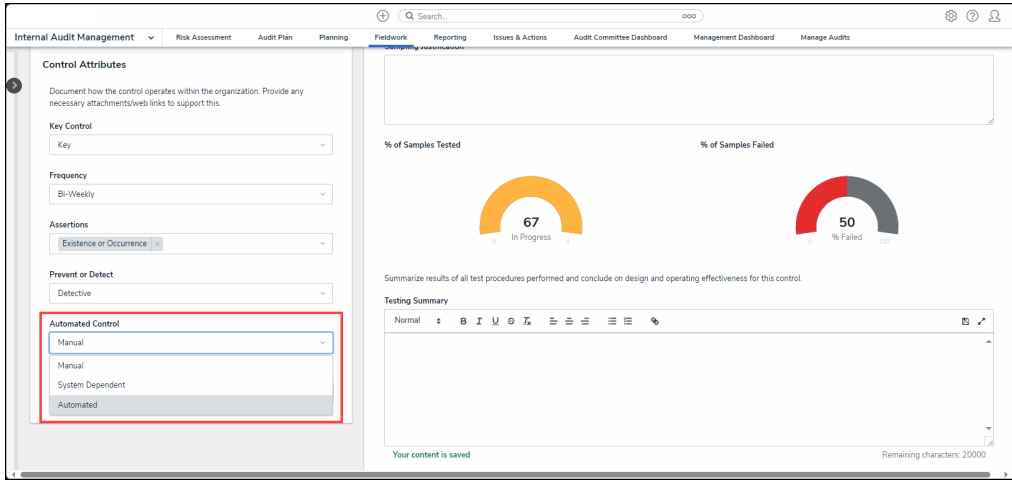 Search...
Internal Audit Management
Risk Assessment
Audit Plan
Planning
Fieldwork
Reporting
Issues & Actions
Audit Committee Dashboard
Management Dashboard
Manage Audits
Control Attributes
Document how the control operates within the organization. Provide any
necessary attachments/web links to support this.
Key Control
Key
Frequency
Bi-Weekly
Assertions
Existence or Occurrence ×
Prevent or Detect
Detective
Automated Control
Manual
Manual
System Dependent
Automated
Sampling Justification
% of Samples Tested
67
In Progress
0
1
% of Samples Failed
50
% Failed
0
100
Summarize results of all test procedures performed and conclude on design and operating effectiveness for this control.
Testing Summary
Normal
B I U S Tx
Your content is saved
Remaining characters: 20000